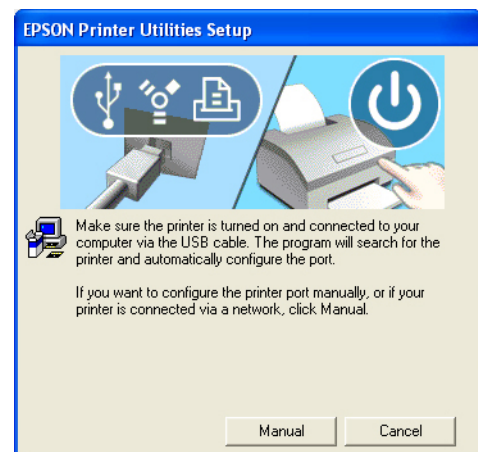 EPSON Printer Utilities Setup
Make sure the printer is turned on and connected to your
computer via the USB cable. The program will search for the
printer and automatically configure the port.
If you want to configure the printer port manually, or if your
printer is connected via a network, click Manual.
Manual
Cancel